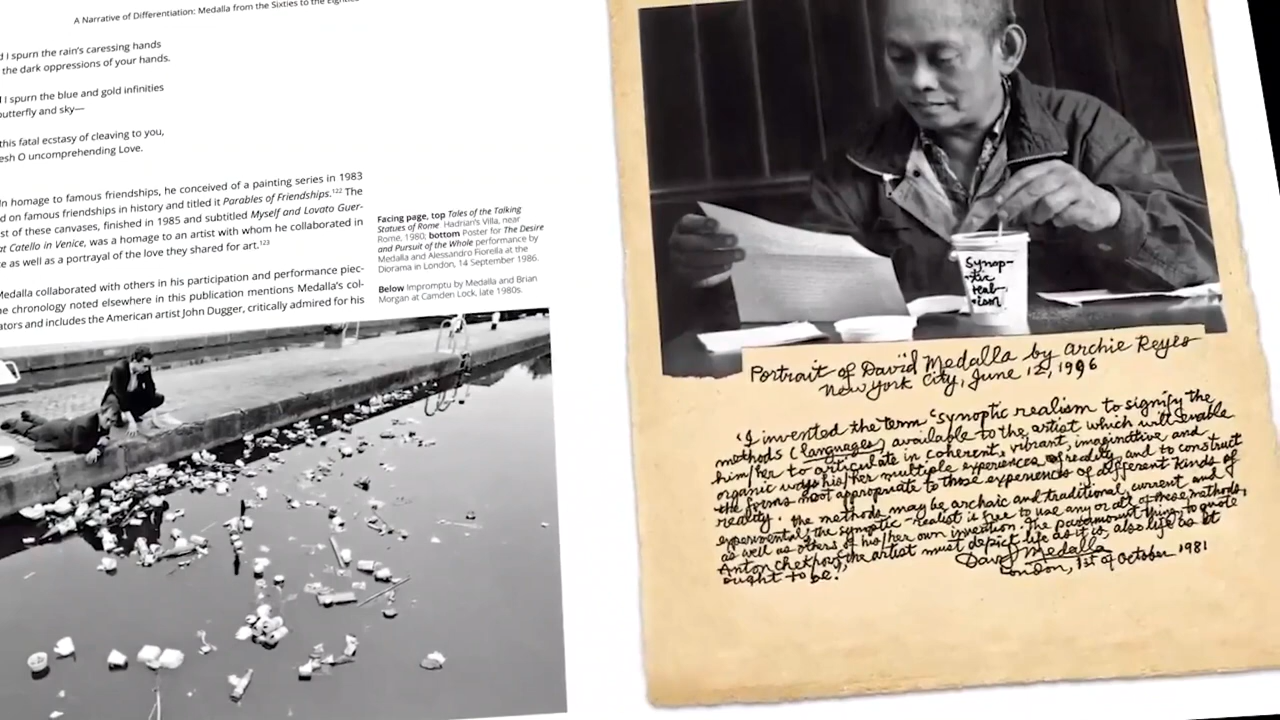 A Narrative of Differentiation: Medalla from the Sixties to the Eighties
d I spurn the rain's caressing hands
the dark oppressions of your hands.
I spurn the blue and gold infinities
butterfly and sky—
this fatal ecstasy of cleaving to you,
esh O uncomprehending Love.
In homage to famous friendships, he conceived of a painting series in 1983
d on famous friendships in history and titled it Parables of Friendships.122 The
st of these canvases, finished in 1985 and subtitled Myself and Lovato Guer-
at Catello in Venice, was a homage to an artist with whom he collaborated in
e as well as a portrayal of the love they shared for art.123
Medalla collaborated with others in his participation and performance piec-
he chronology noted elsewhere in this publication mentions Medalla's col-
ators and includes the American artist John Dugger, critically admired for his
Facing page, top Tales of the Talking
Statues of Rome Hadrian's Villa, near
Rome, 1980; bottom Poster for The Desire
and Pursuit of the Whole performance by
Medalla and Alessandro Fiorella at the
Diorama in London, 14 September 1986.
Below Impromptu by Medalla and Brian
Morgan at Camden Lock, late 1980s.
Synop-
-tic
real-
-ism
Portrait of David Medalla by Archie Reyes
New York City, June 12, 1996
"I invented the term 'synoptic realism to signify the
methods (languages) available to the artist which will enable
him/her to articulate in coherent, vibrant, imaginative and
organic ways his/her multiple experiences of reality, and to construct
the forms most appropriate to those experiences of different kinds of
reality. The methods may be archaic and traditional, current and
experimental: the synoptic-realist is free to use any or all of these methods,
as well as others of his/her own invention. The paramount thing, to quote
Anton Chekhov, the artist must depict life as it is, also life as it
ought to be."
David Medalla
London, 1st of October 1981